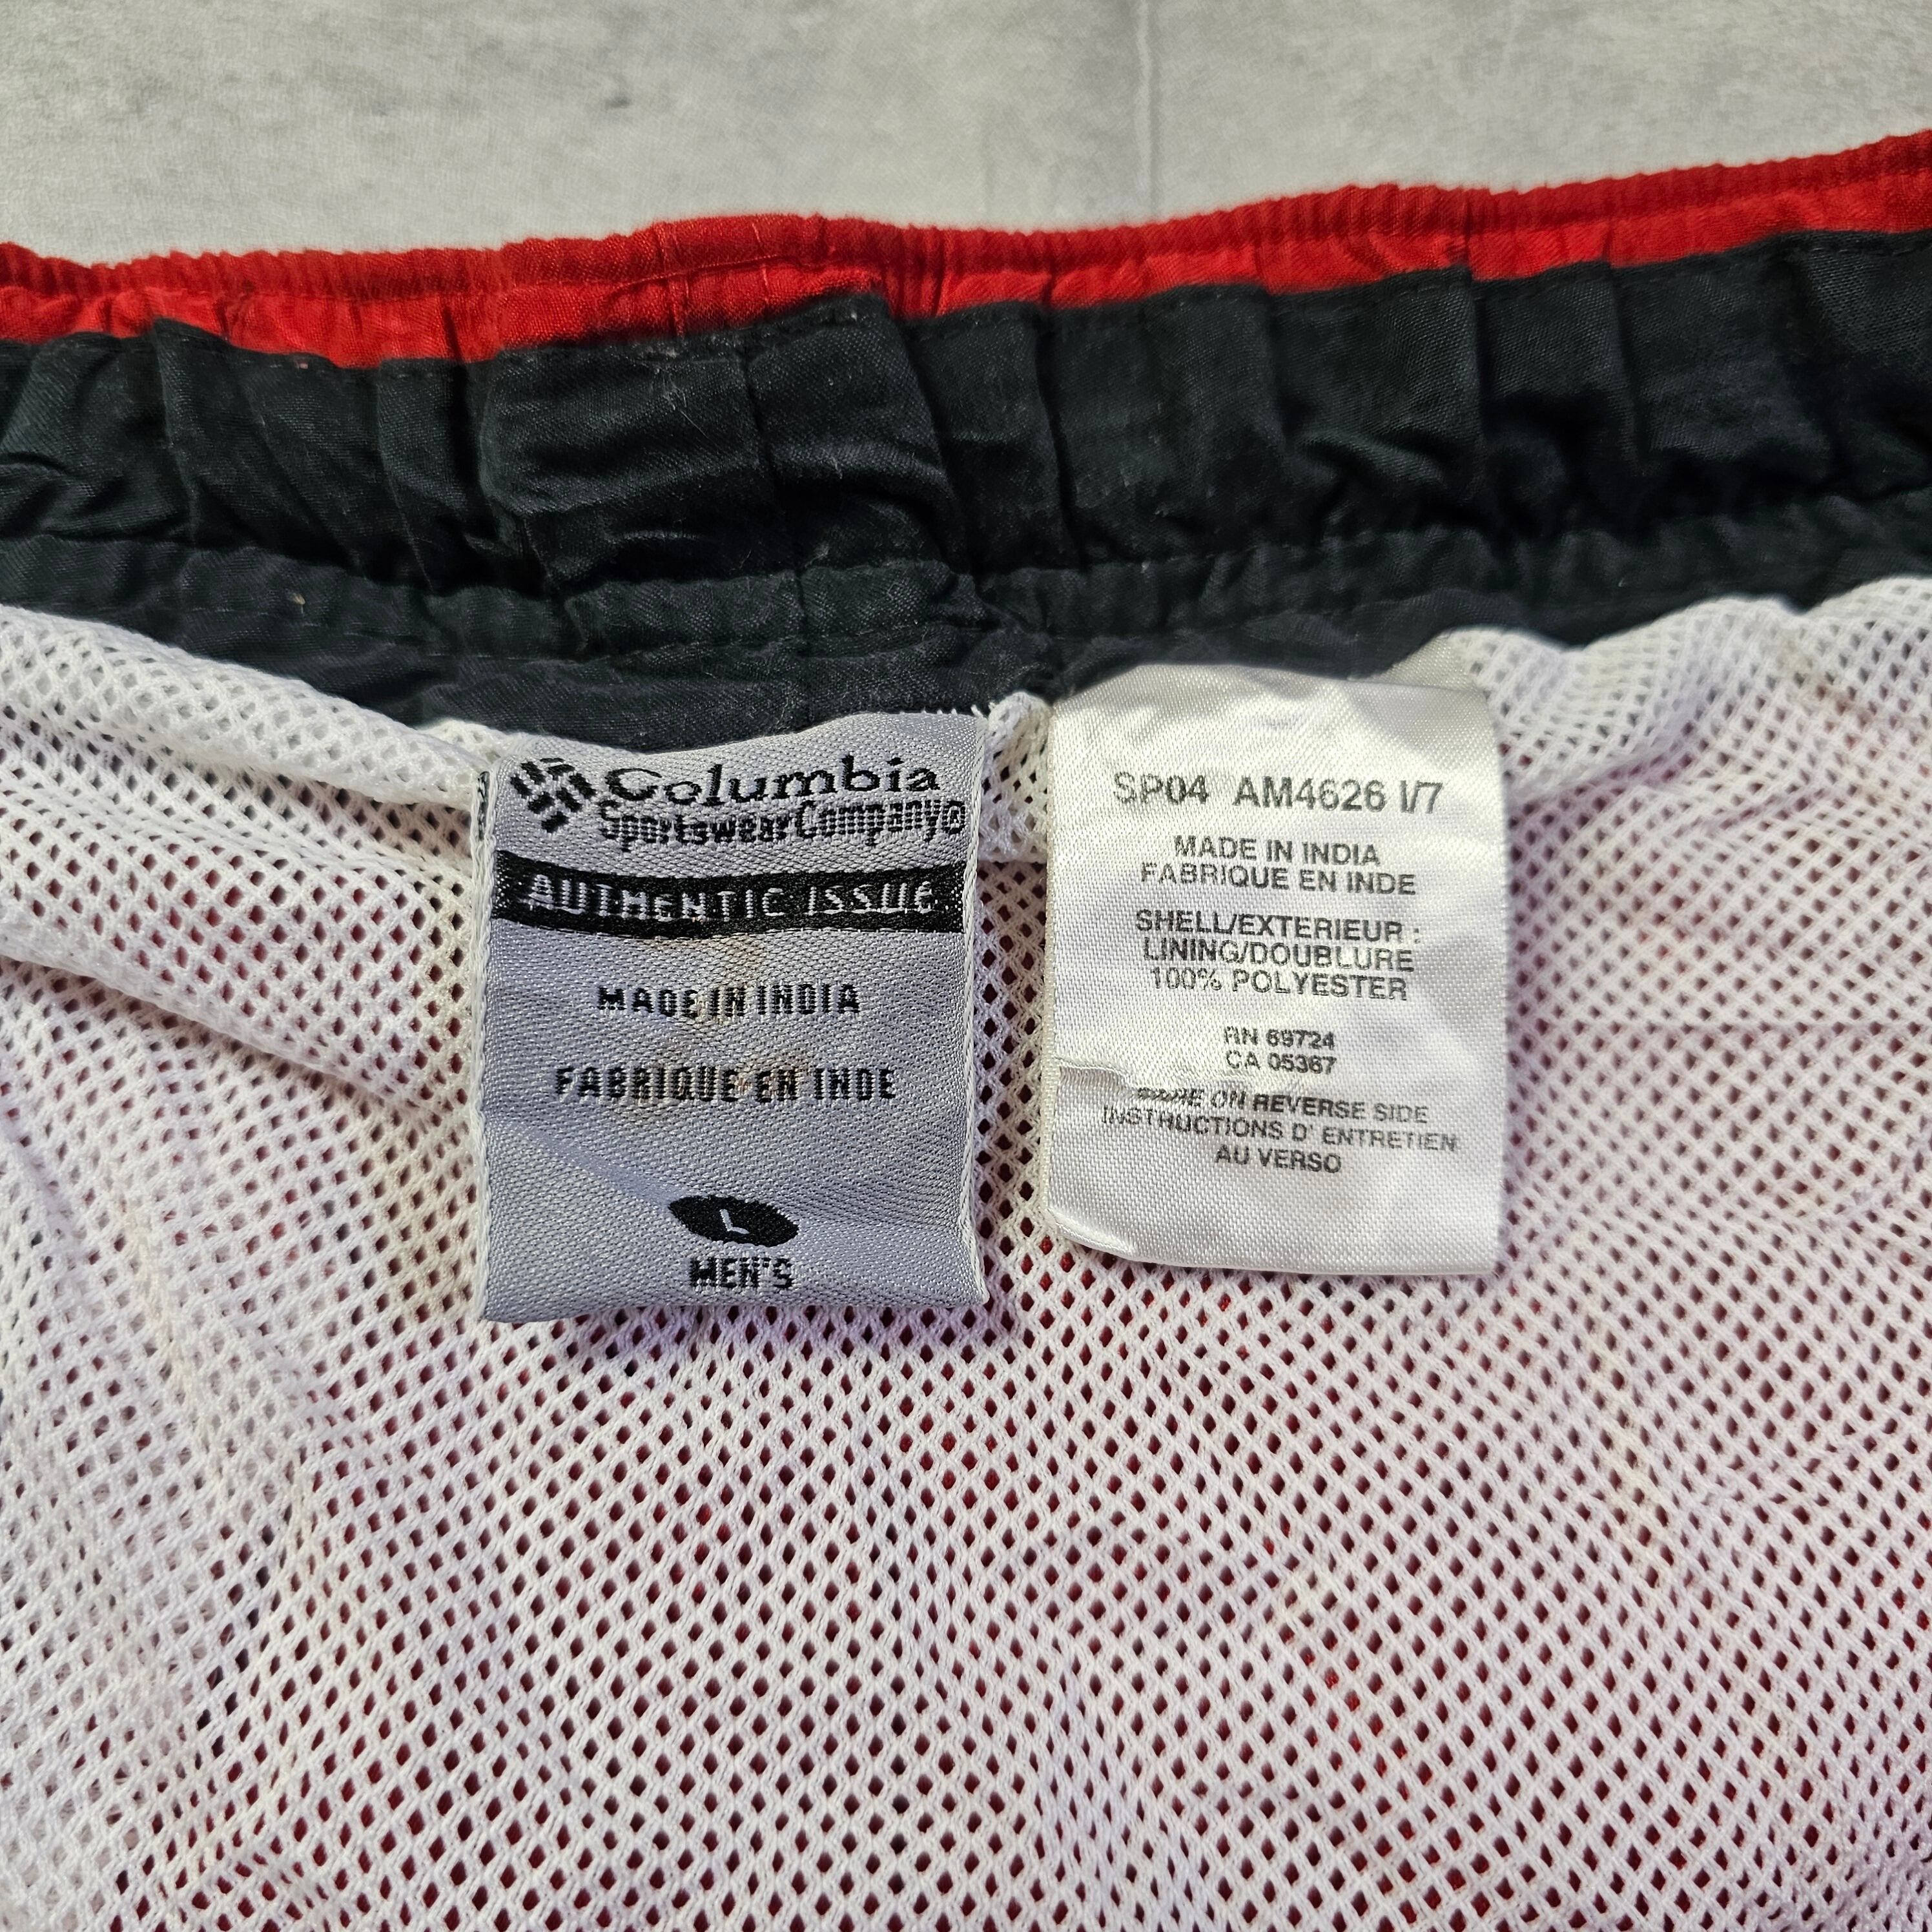 Columbia
Sportswear Company®
AUTHENTIC ISSUE
MADE IN INDIA
FABRIQUE EN INDE
L
MEN'S
SP04 AM4626 I/7
MADE IN INDIA
FABRIQUE EN INDE
SHELL/EXTERIEUR :
LINING/DOUBLURE
100% POLYESTER
RN 69724
CA 05367
CARE ON REVERSE SIDE
INSTRUCTIONS D' ENTRETIEN
AU VERSO